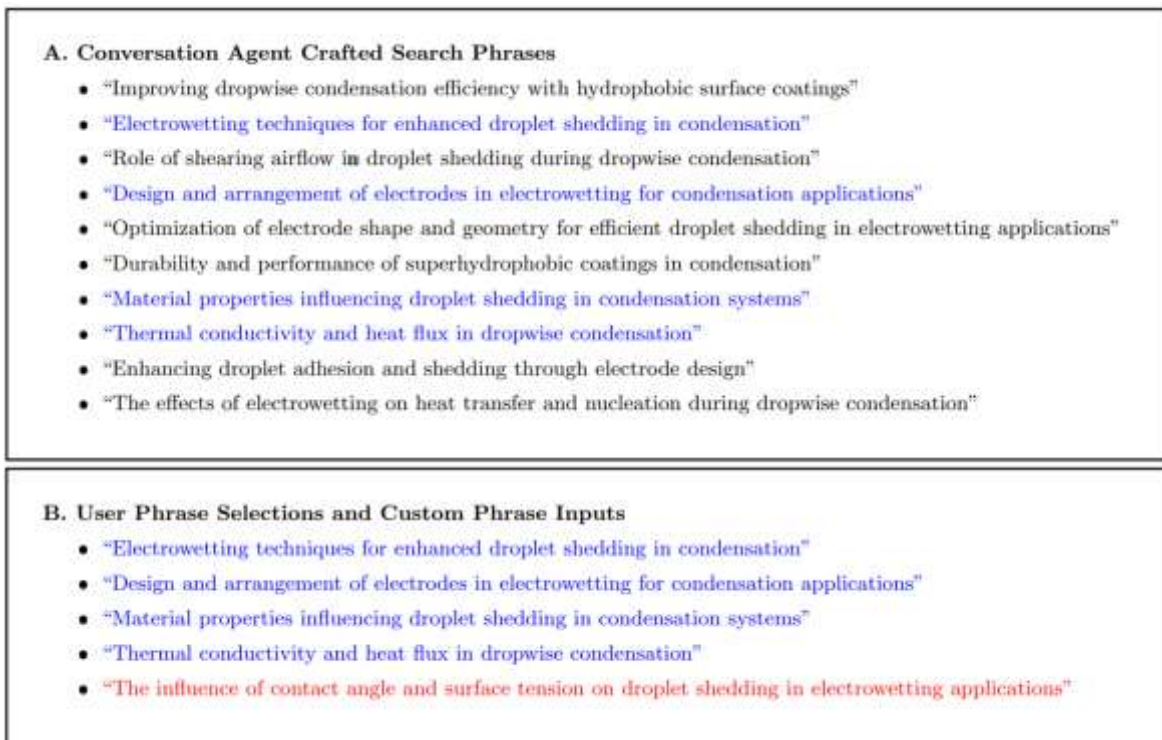 A. Conversation Agent Crafted Search Phrases
• “Improving dropwise condensation efficiency with hydrophobic surface coatings”
• “Electrowetting techniques for enhanced droplet shedding in condensation”
• “Role of shearing airflow in droplet shedding during dropwise condensation”
• “Design and arrangement of electrodes in electrowetting for condensation applications”
• “Optimization of electrode shape and geometry for efficient droplet shedding in electrowetting applications”
• “Durability and performance of superhydrophobic coatings in condensation”
• “Material properties influencing droplet shedding in condensation systems”
• “Thermal conductivity and heat flux in dropwise condensation”
• “Enhancing droplet adhesion and shedding through electrode design”
• “The effects of electrowetting on heat transfer and nucleation during dropwise condensation”
B. User Phrase Selections and Custom Phrase Inputs
• “Electrowetting techniques for enhanced droplet shedding in condensation”
• “Design and arrangement of electrodes in electrowetting for condensation applications”
• “Material properties influencing droplet shedding in condensation systems”
• “Thermal conductivity and heat flux in dropwise condensation”
• “The influence of contact angle and surface tension on droplet shedding in electrowetting applications”